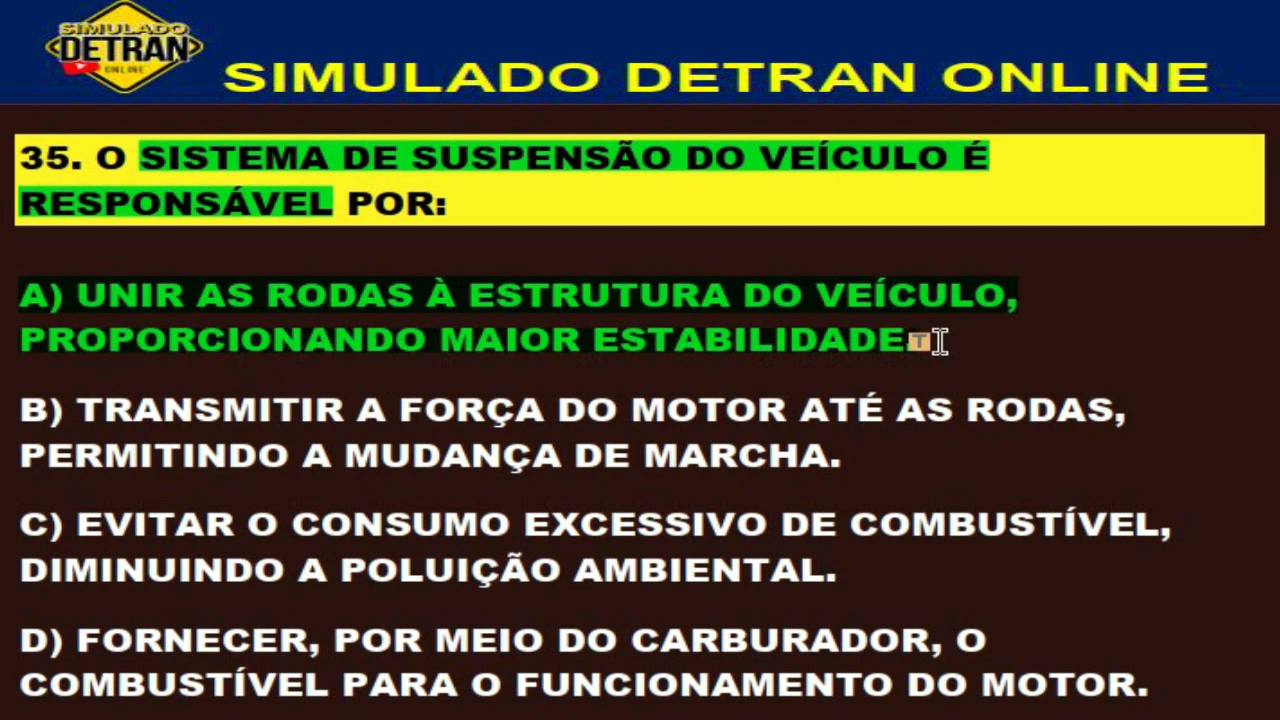 SIMULADO
DETRAN
ONLINE
SIMULADO DETRAN ONLINE
35. O SISTEMA DE SUSPENSÃO DO VEÍCULO É
RESPONSÁVEL POR:
A) UNIR AS RODAS À ESTRUTURA DO VEÍCULO,
PROPORCIONANDO MAIOR ESTABILIDADE.
B) TRANSMITIR A FORÇA DO MOTOR ATÉ AS RODAS,
PERMITINDO A MUDANÇA DE MARCHA.
C) EVITAR O CONSUMO EXCESSIVO DE COMBUSTÍVEL,
DIMINUINDO A POLUIÇÃO AMBIENTAL.
D) FORNECER, POR MEIO DO CARBURADOR, O
COMBUSTÍVEL PARA O FUNCIONAMENTO DO MOTOR.